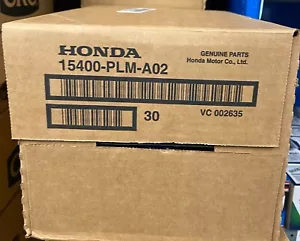 HONDA
GENUINE PARTS
Honda Motor Co., Ltd.
15400-PLM-A02
30
VC 002635